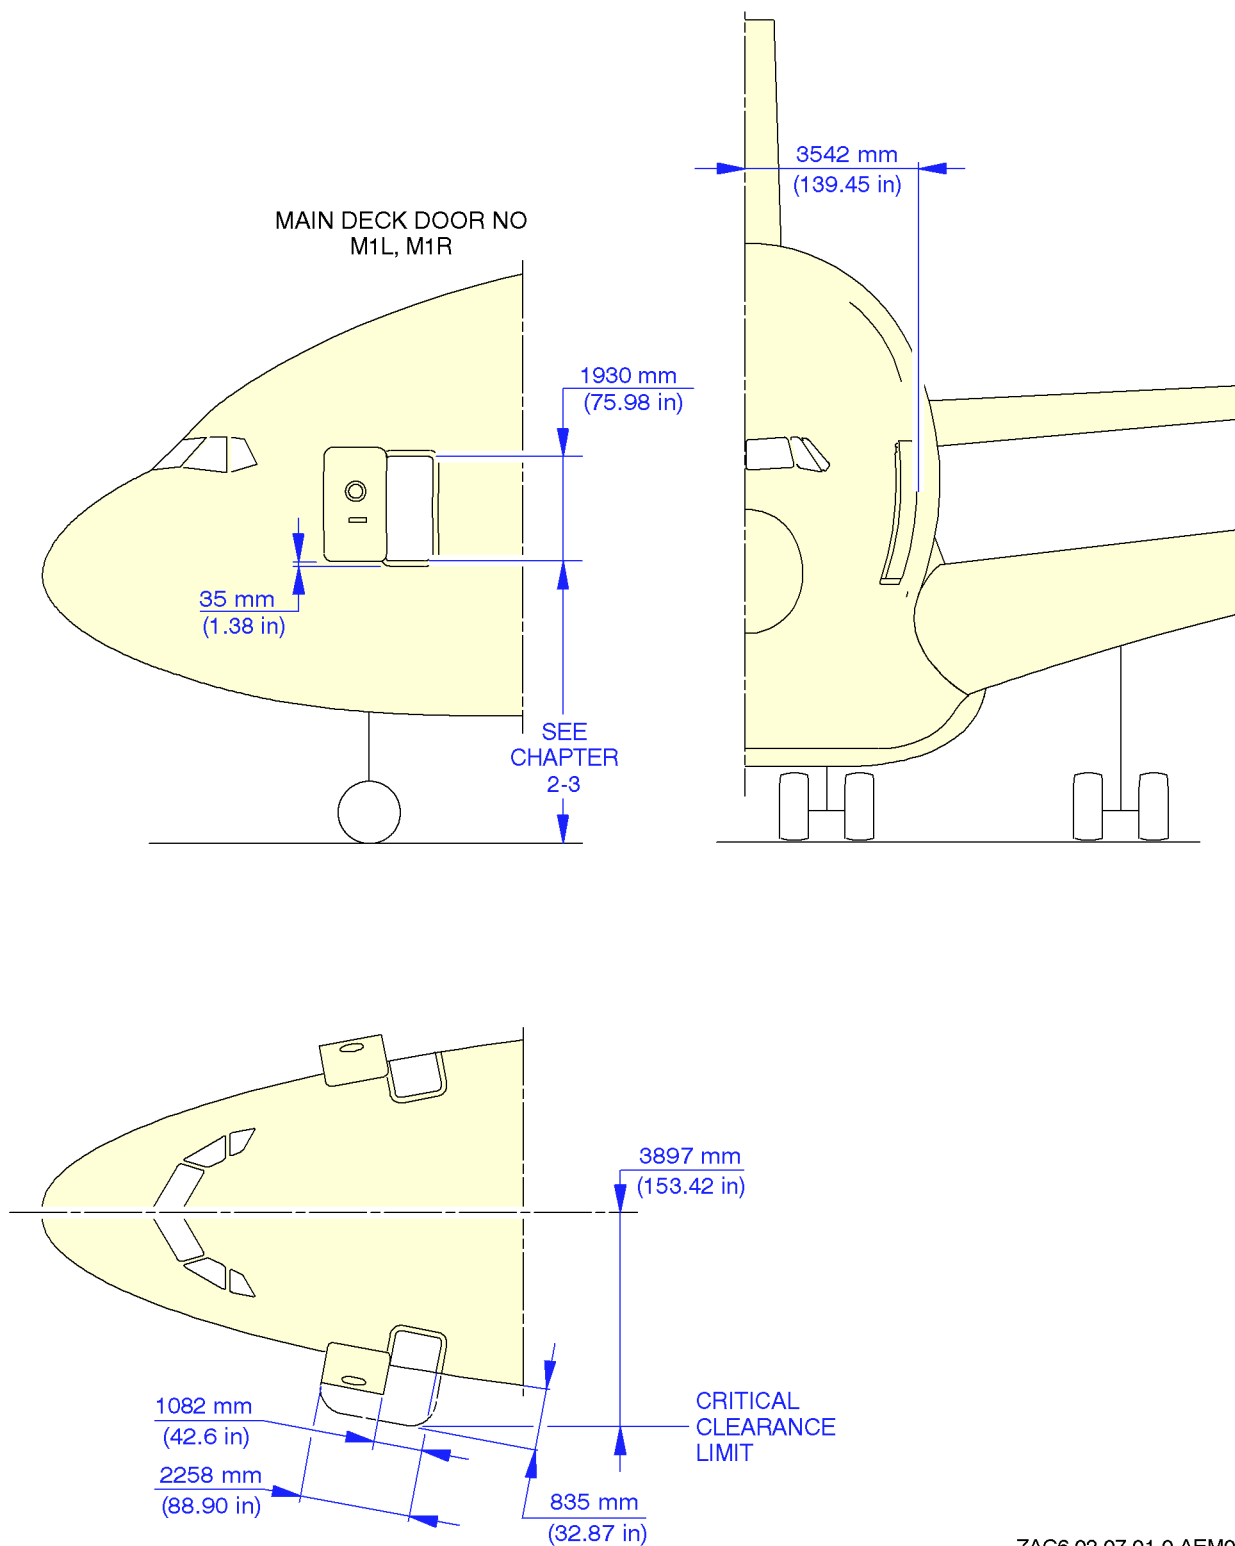 3542 mm
(139.45 in)
MAIN DECK DOOR NO
M1L, M1R
1930 mm
(75.98 in)
35 mm
(1.38 in)
SEE
CHAPTER
2-3
3897 mm
(153.42 in)
1082 mm
(42.6 in)
CRITICAL
CLEARANCE
LIMIT
2258 mm
(88.90 in)
835 mm
(32.87 in)